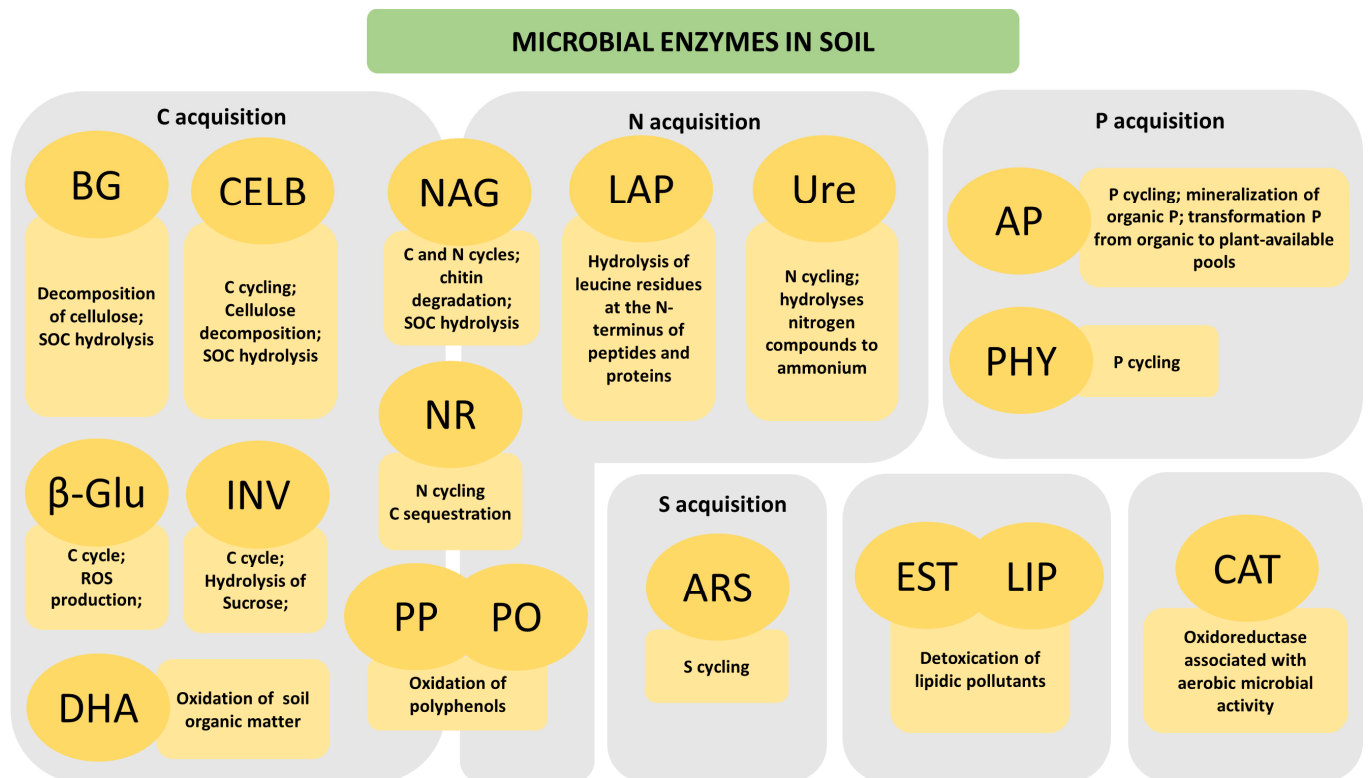 MICROBIAL ENZYMES IN SOIL
C acquisition
BG
Decomposition
of cellulose;
SOC hydrolysis
CELB
C cycling;
Cellulose
decomposition;
SOC hydrolysis
NAG
C and N cycles;
chitin
degradation;
SOC hydrolysis
N acquisition
LAP
Hydrolysis of
leucine residues
at the N-
terminus of
peptides and
proteins
Ure
N cycling;
hydrolyses
nitrogen
compounds to
ammonium
P acquisition
AP
P cycling; mineralization of
organic P; transformation P
from organic to plant-available
pools
PHY
P cycling
NR
N cycling
C sequestration
β-Glu
C cycle;
ROS
production;
INV
C cycle;
Hydrolysis of
Sucrose;
PP
PO
Oxidation of
polyphenols
DHA
Oxidation of soil
organic matter
S acquisition
ARS
S cycling
EST
LIP
Detoxication of
lipidic pollutants
CAT
Oxidoreductase
associated with
aerobic microbial
activity